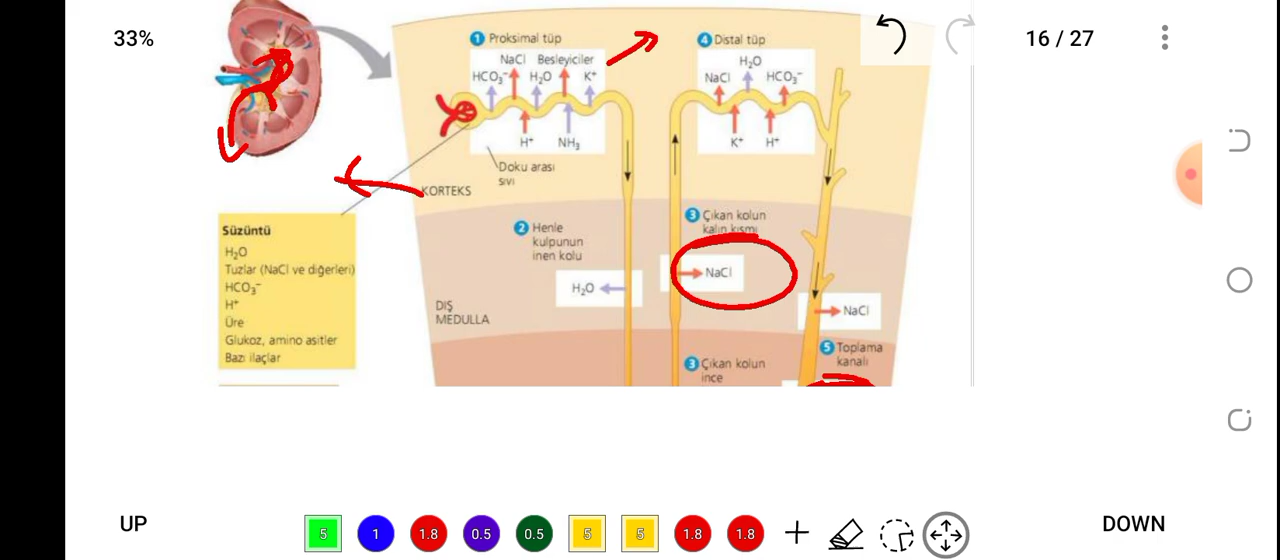 33%
16 / 27
1 Proksimal tüp
NaCl Besleyiciler
HCO₃⁻ H₂O K⁺
H⁺ NH₃
Doku arası
sıvı
4 Distal tüp
H₂O
NaCl HCO₃⁻
K⁺ H⁺
KORTEKS
Süzüntü
H₂O
Tuzlar (NaCl ve diğerleri)
HCO₃⁻
H⁺
Üre
Glukoz, amino asitler
Bazı ilaçlar
2 Henle
kulpunun
inen kolu
H₂O
3 Çıkan kolun
kalın kısmı
NaCl
DIŞ
MEDULLA
NaCl
3 Çıkan kolun
ince
5 Toplama
kanalı
UP
5 1 1.8 0.5 0.5 5 5 1.8 1.8
DOWN